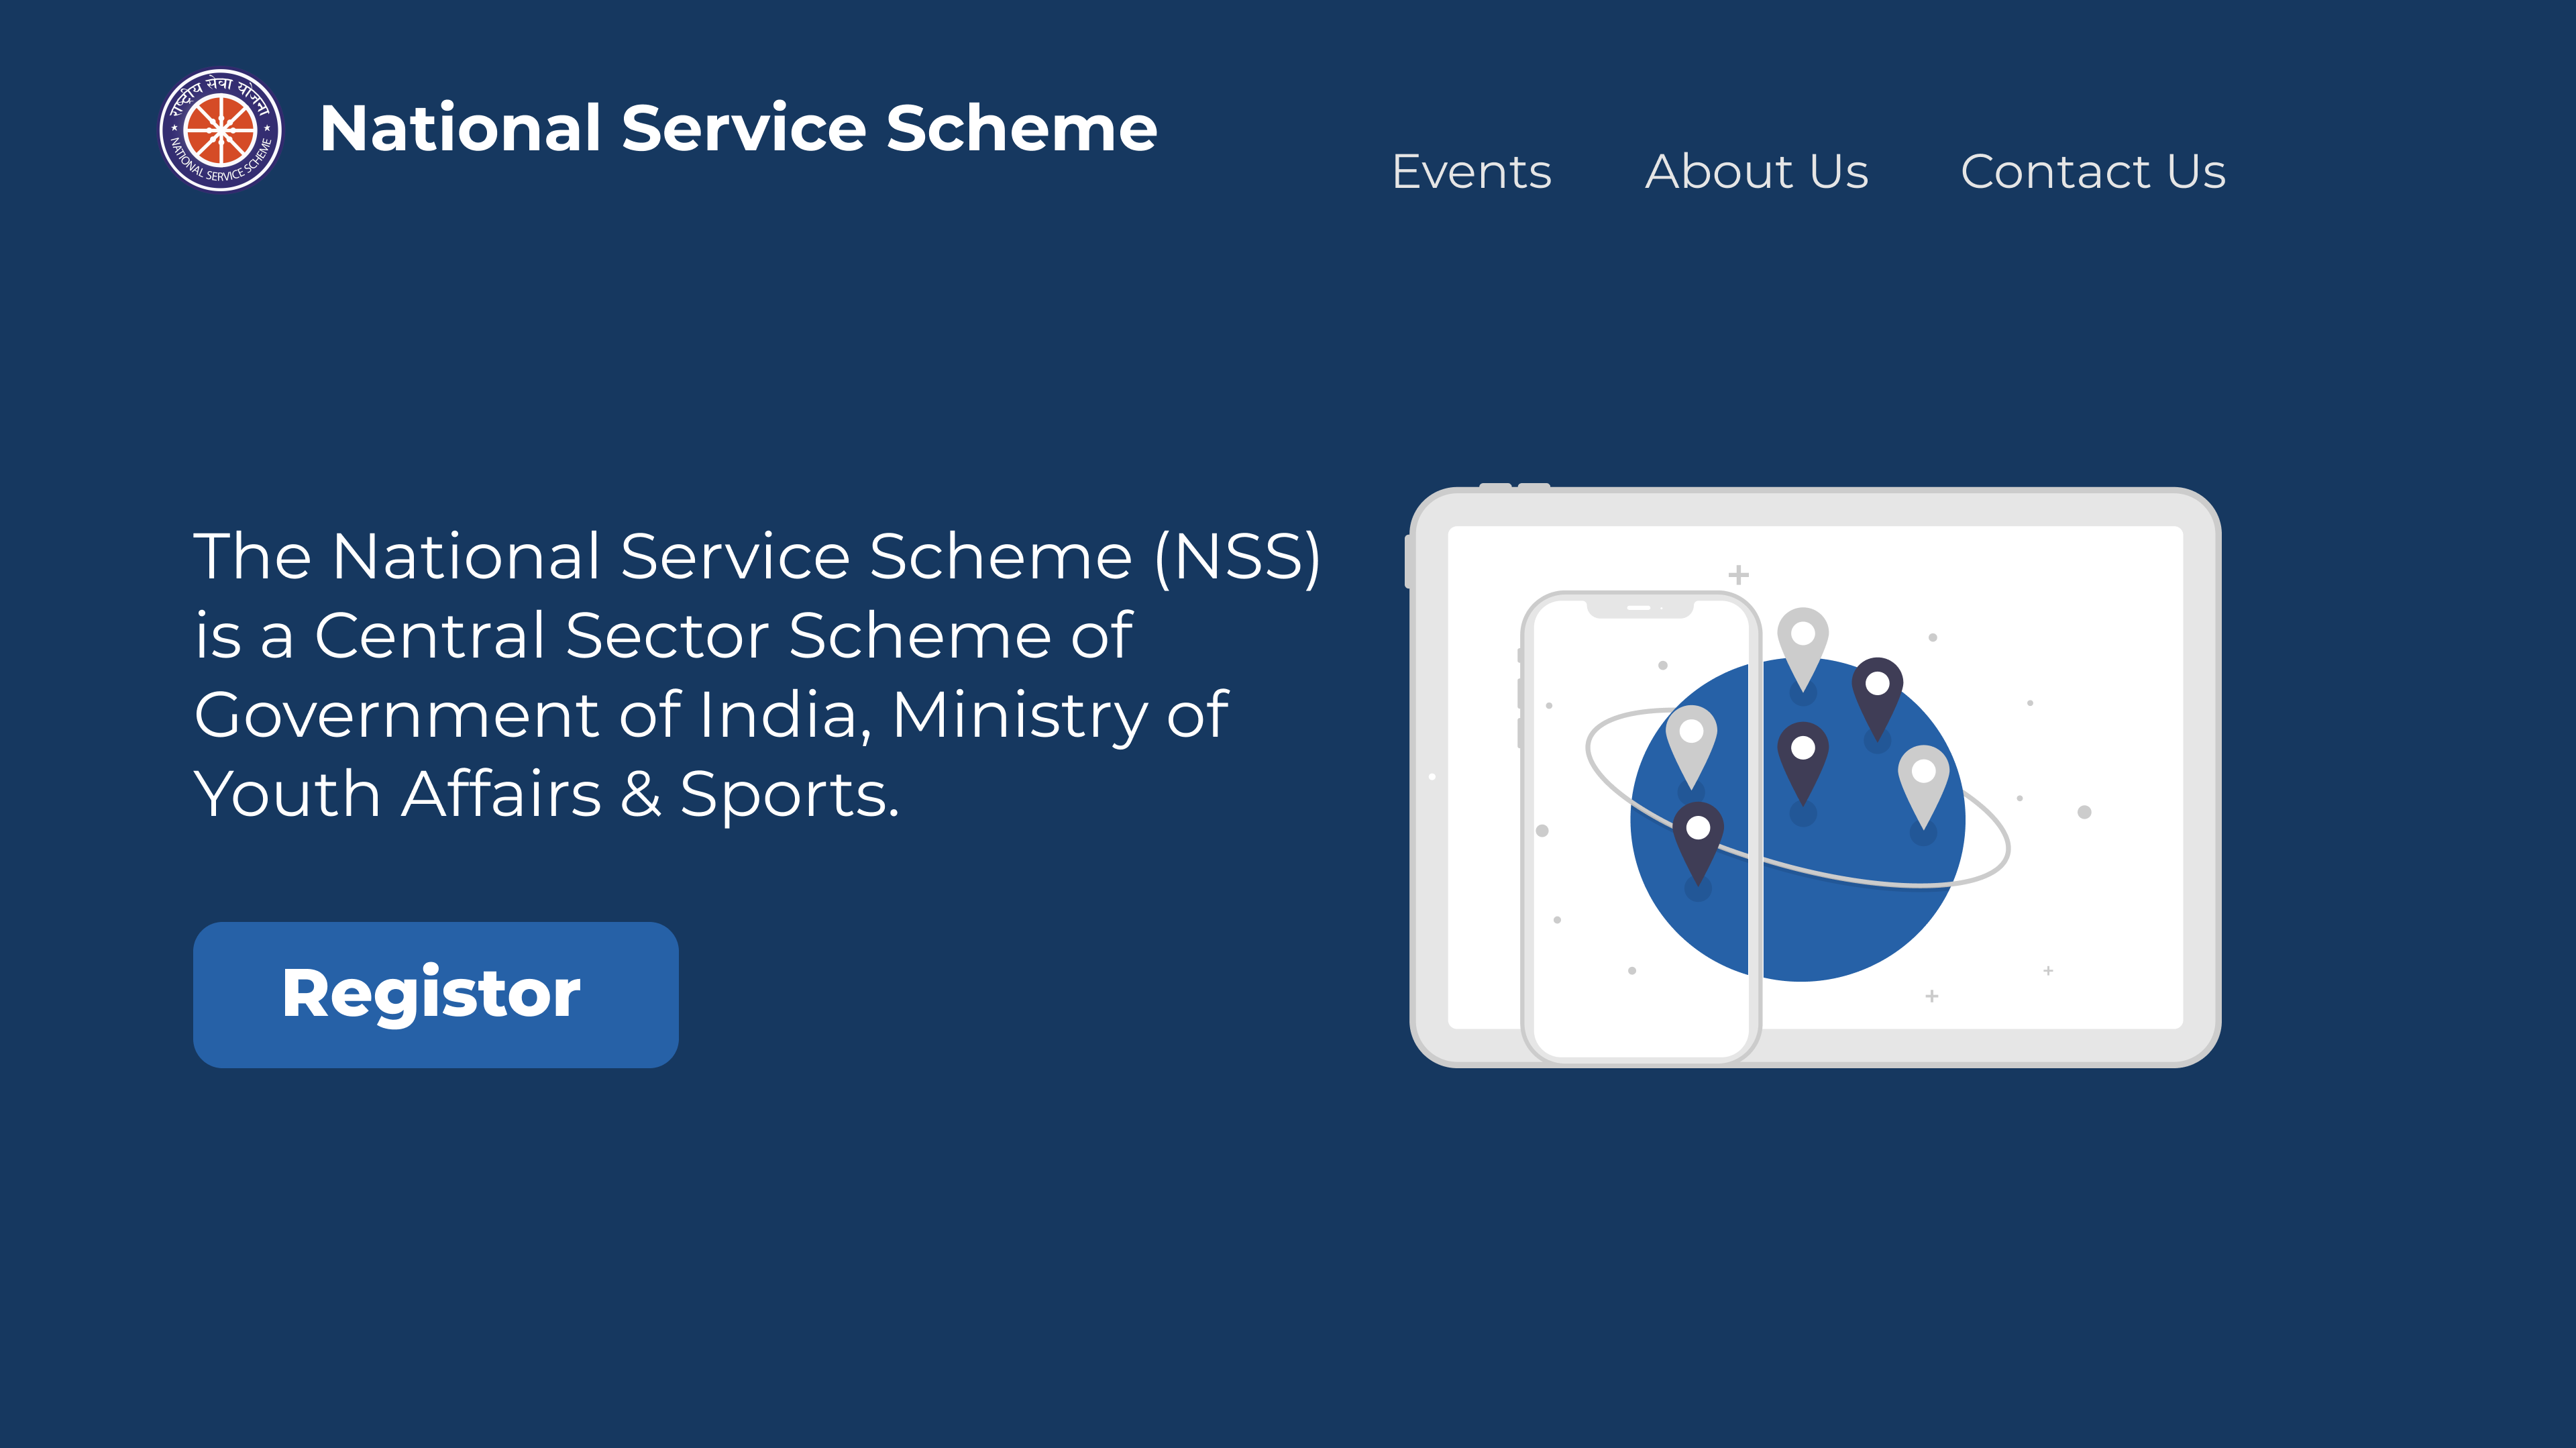 राष्ट्रीय सेवा योजना
NATIONAL SERVICE SCHEME
National Service Scheme
Events
About Us
Contact Us
The National Service Scheme (NSS)
is a Central Sector Scheme of
Government of India, Ministry of
Youth Affairs & Sports.
Registor